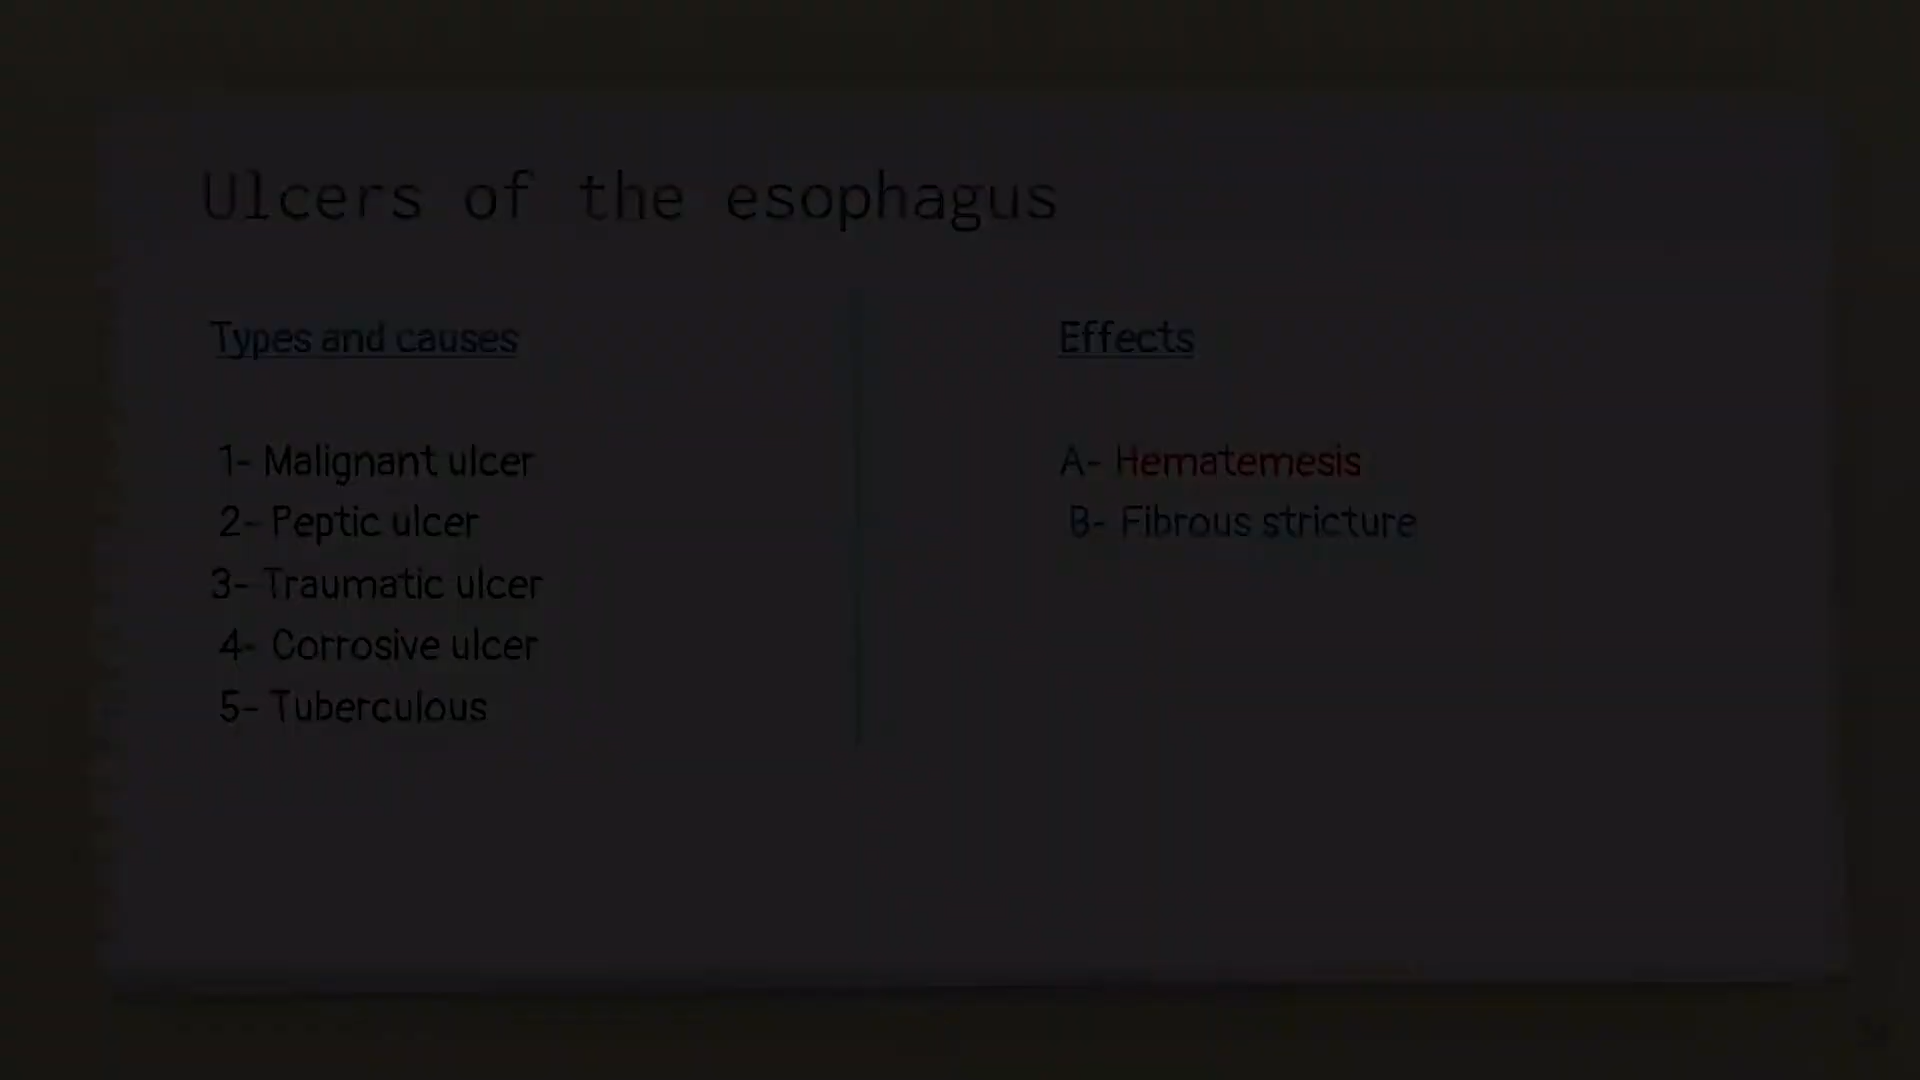 Ulcers of the esophagus
Types and causes
1- Malignant ulcer
2- Peptic ulcer
3- Traumatic ulcer
4- Corrosive ulcer
5- Tuberculous
Effects
A- Hematemesis
B- Fibrous stricture